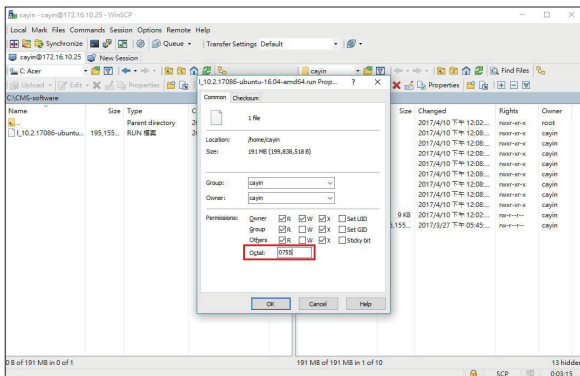 cayin - cayin@172.16.10.25 - WinSCP
Local Mark Files Commands Session Options Remote Help
Synchronize Queue Transfer Settings Default
cayin@172.16.10.25 New Session
C: Acer cayin Find Files
Upload Edit Properties Properties
C:\CMS-software
Name Size Type Size Changed Rights Owner
.. Parent directory 2017/4/10 下午 12:02:... rwxr-xr-x root
l_10.2.17086-ubuntu... 195,155... RUN 檔案 2017/4/10 下午 12:02:... rwxr-xr-x cayin
2017/4/10 下午 12:02:... rwxr-xr-x cayin
2017/4/10 下午 12:02:... rwxr-xr-x cayin
2017/4/10 下午 12:02:... rwxr-xr-x cayin
2017/4/10 下午 12:02:... rwxr-xr-x cayin
2017/4/10 下午 12:02:... rwxr-xr-x cayin
2017/4/10 下午 12:02:... rwxr-xr-x cayin
9 KB 2017/4/10 下午 12:02:... rw-r--r-- cayin
2017/3/27 下午 05:45:... rw-r--r-- cayin
l_10.2.17086-ubuntu-16.04-amd64.run Prop... ?
Common Checksum
1 file
Location: /home/cayin
Size: 191 MB (199,838,518 B)
Group: cayin
Owner: cayin
Permissions: Owner R W X Set UID
Group R W X Set GID
Others R W X Sticky bit
Octal: 0755
OK Cancel Help
0 B of 191 MB in 0 of 1 191 MB of 191 MB in 1 of 10 13 hidden
SCP 0:03:15